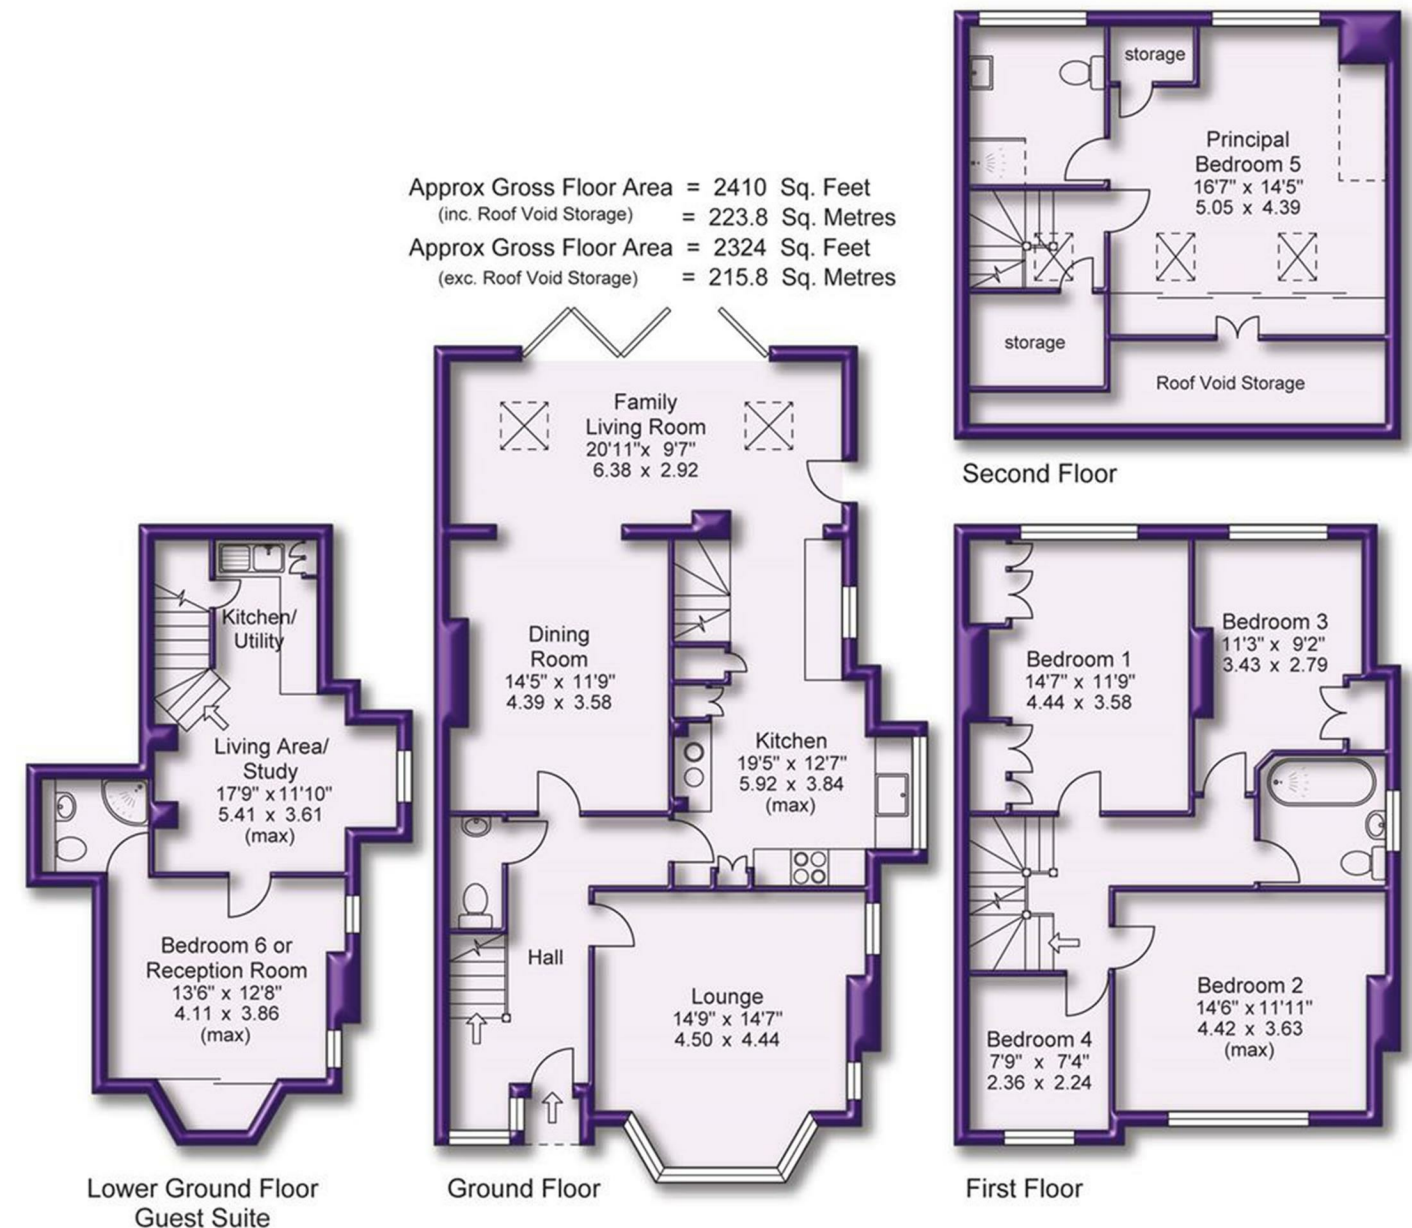 Approx Gross Floor Area = 2410 Sq. Feet
(inc. Roof Void Storage) = 223.8 Sq. Metres
Approx Gross Floor Area = 2324 Sq. Feet
(exc. Roof Void Storage) = 215.8 Sq. Metres
storage
Principal
Bedroom 5
16'7" x 14'5"
5.05 x 4.39
storage
Roof Void Storage
Second Floor
Family
Living Room
20'11"x 9'7"
6.38 x 2.92
Dining
Room
14'5" x 11'9"
4.39 x 3.58
Kitchen
19'5" x 12'7"
5.92 x 3.84
(max)
Hall
Lounge
14'9" x 14'7"
4.50 x 4.44
Ground Floor
Kitchen/
Utility
Living Area/
Study
17'9" x 11'10"
5.41 x 3.61
(max)
Bedroom 6 or
Reception Room
13'6" x 12'8"
4.11 x 3.86
(max)
Lower Ground Floor
Guest Suite
Bedroom 1
14'7" x 11'9"
4.44 x 3.58
Bedroom 3
11'3" x 9'2"
3.43 x 2.79
Bedroom 2
14'6" x 11'11"
4.42 x 3.63
(max)
Bedroom 4
7'9" x 7'4"
2.36 x 2.24
First Floor